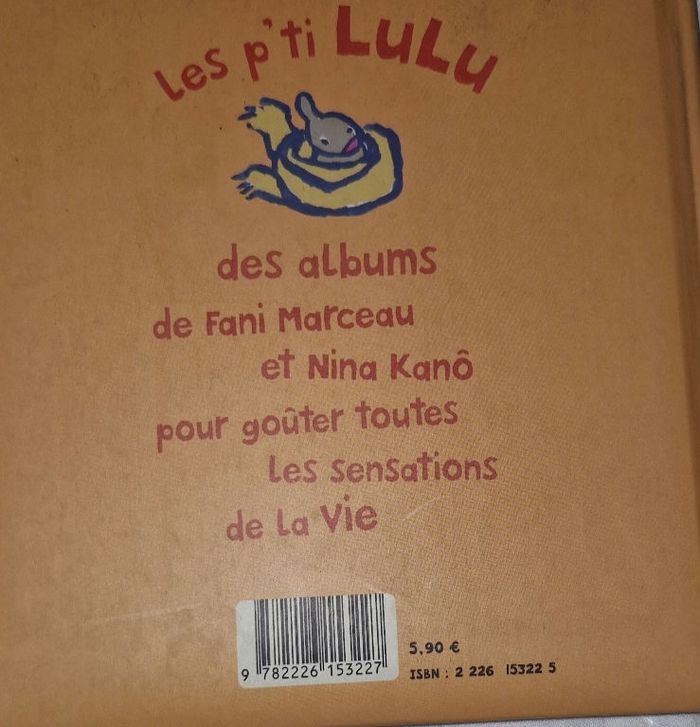 Les p'ti LuLu
des albums
de Fani Marceau
et Nina Kanô
pour goûter toutes
les sensations
de la Vie
5,90 €
9 782226 153227
ISBN : 2 226 15322 5